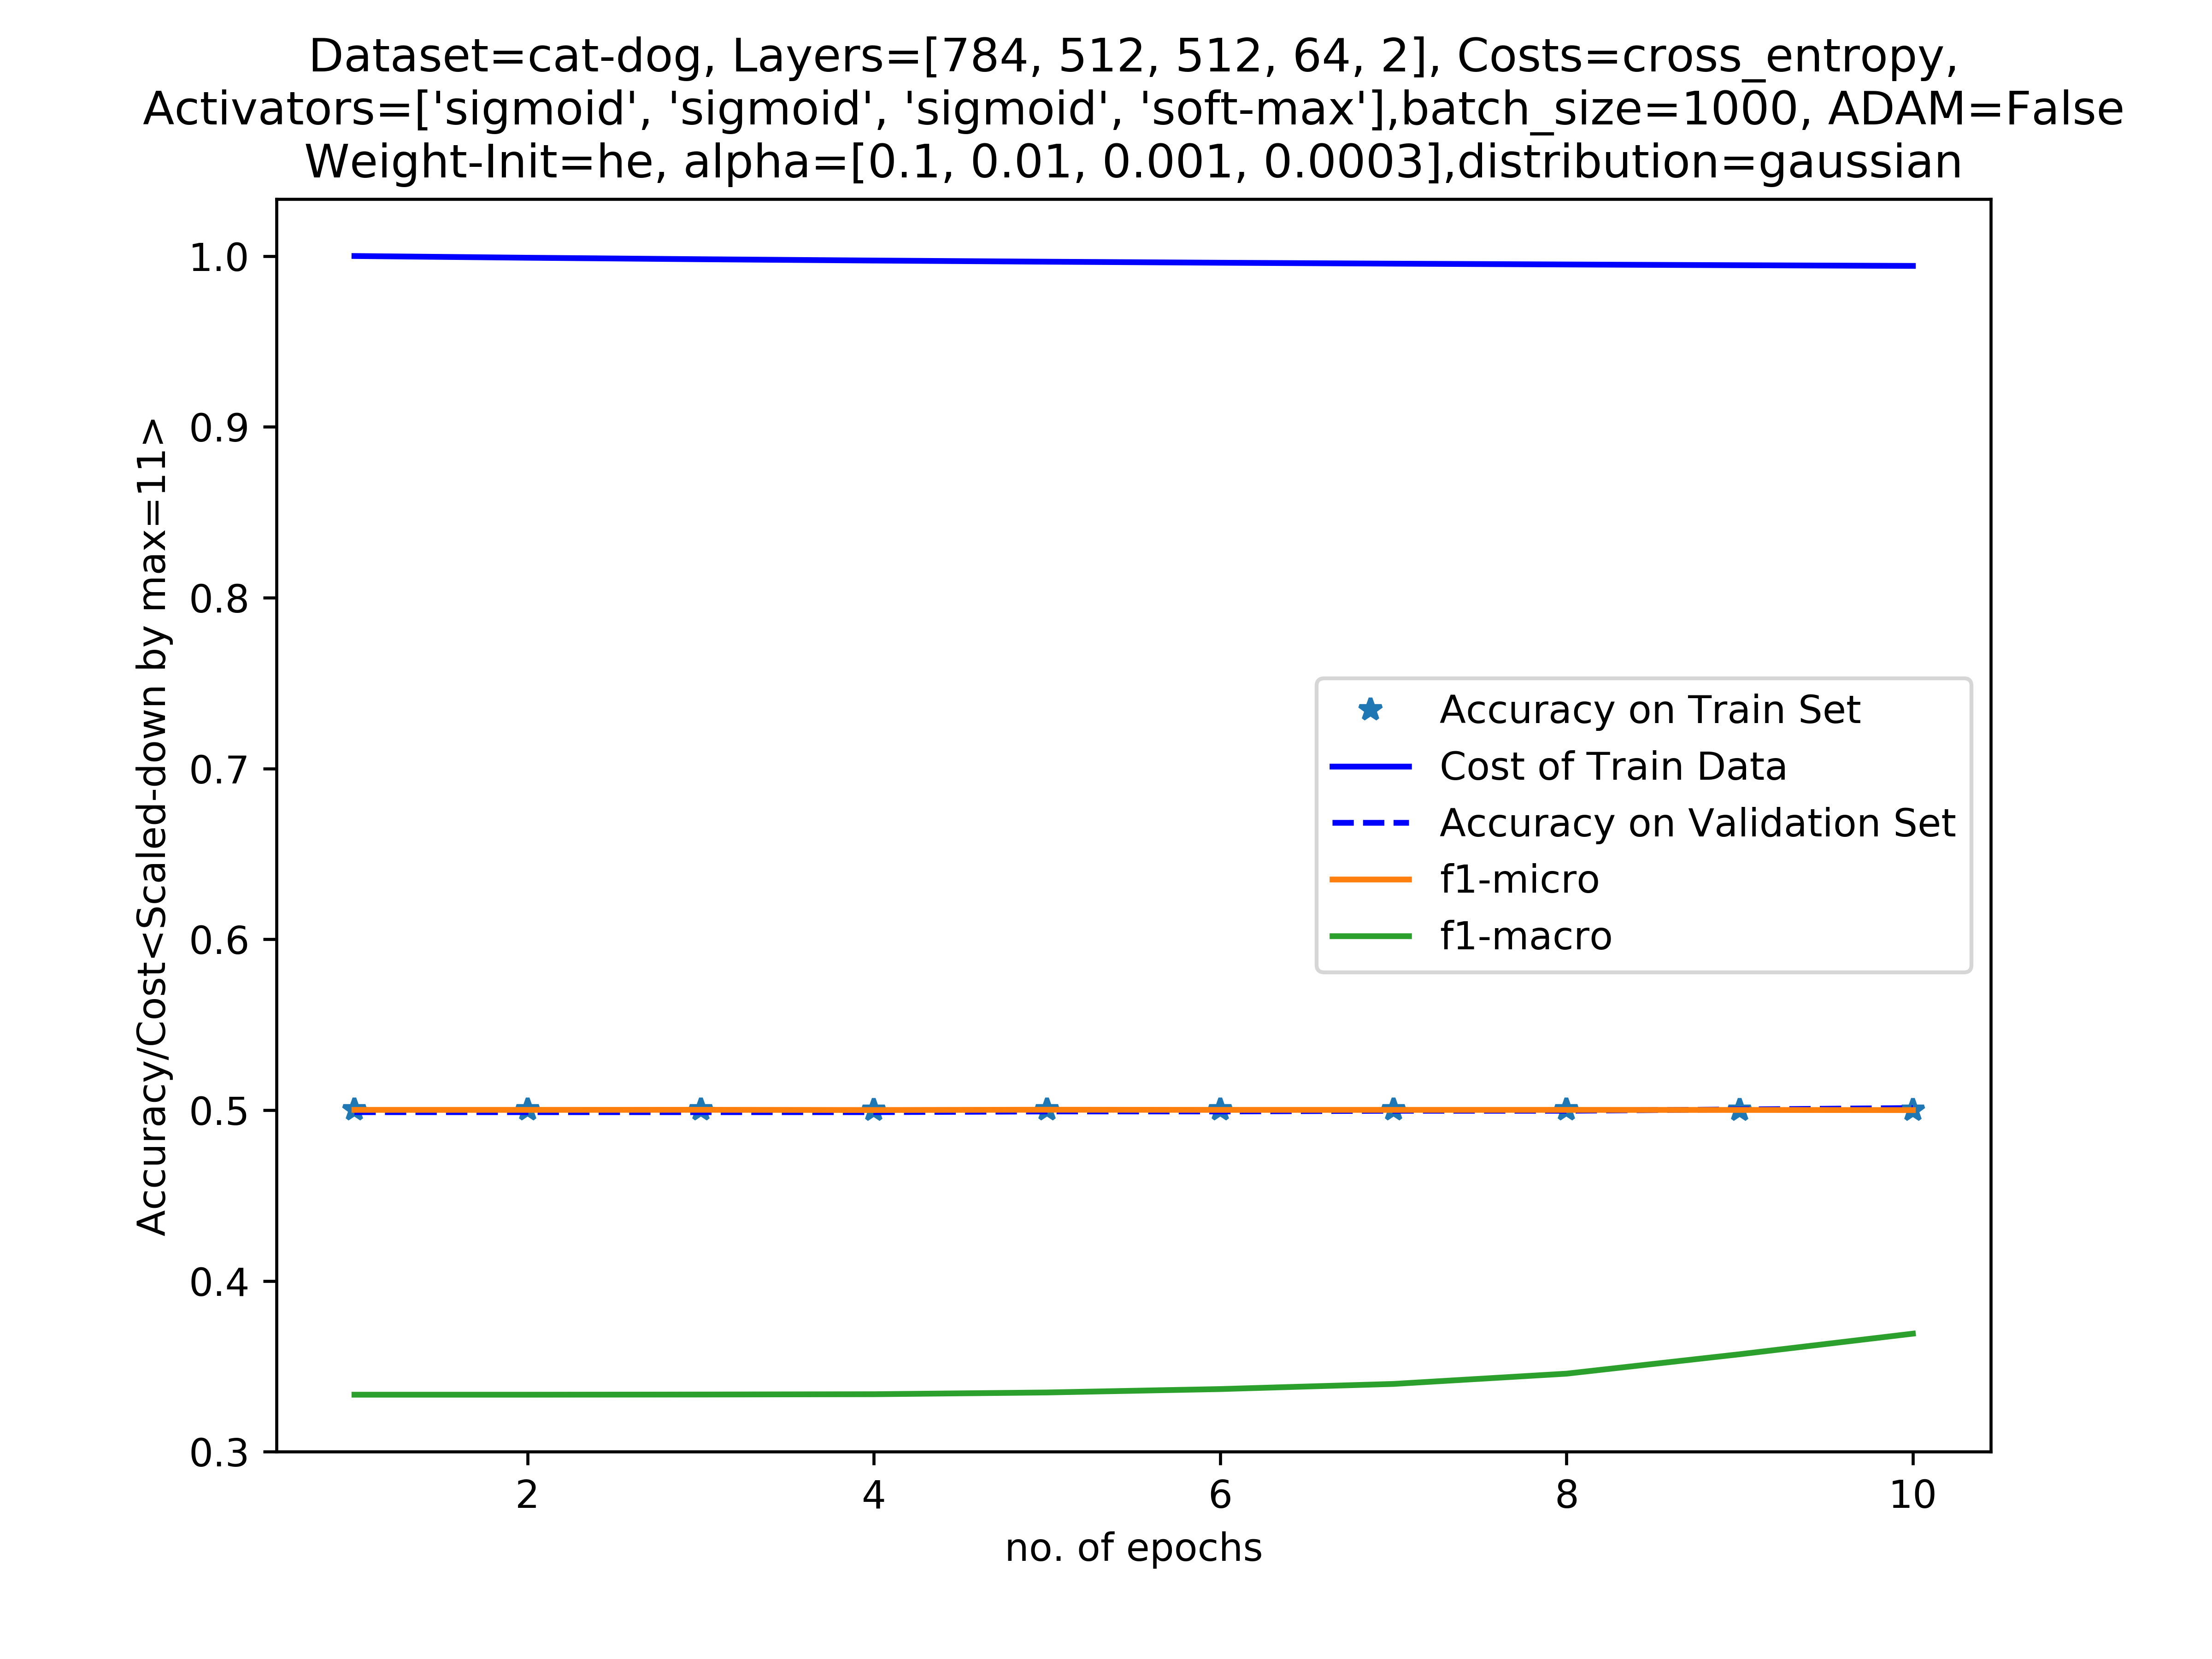 Dataset=cat-dog, Layers=[784, 512, 512, 64, 2], Costs=cross_entropy,
Activators=['sigmoid', 'sigmoid', 'sigmoid', 'soft-max'],batch_size=1000, ADAM=False
Weight-Init=he, alpha=[0.1, 0.01, 0.001, 0.0003],distribution=gaussian
Accuracy/Cost<Scaled-down by max=11>
1.0
0.9
0.8
0.7
0.6
0.5
0.4
0.3
Accuracy on Train Set
Cost of Train Data
Accuracy on Validation Set
f1-micro
f1-macro
2
4
6
8
10
no. of epochs